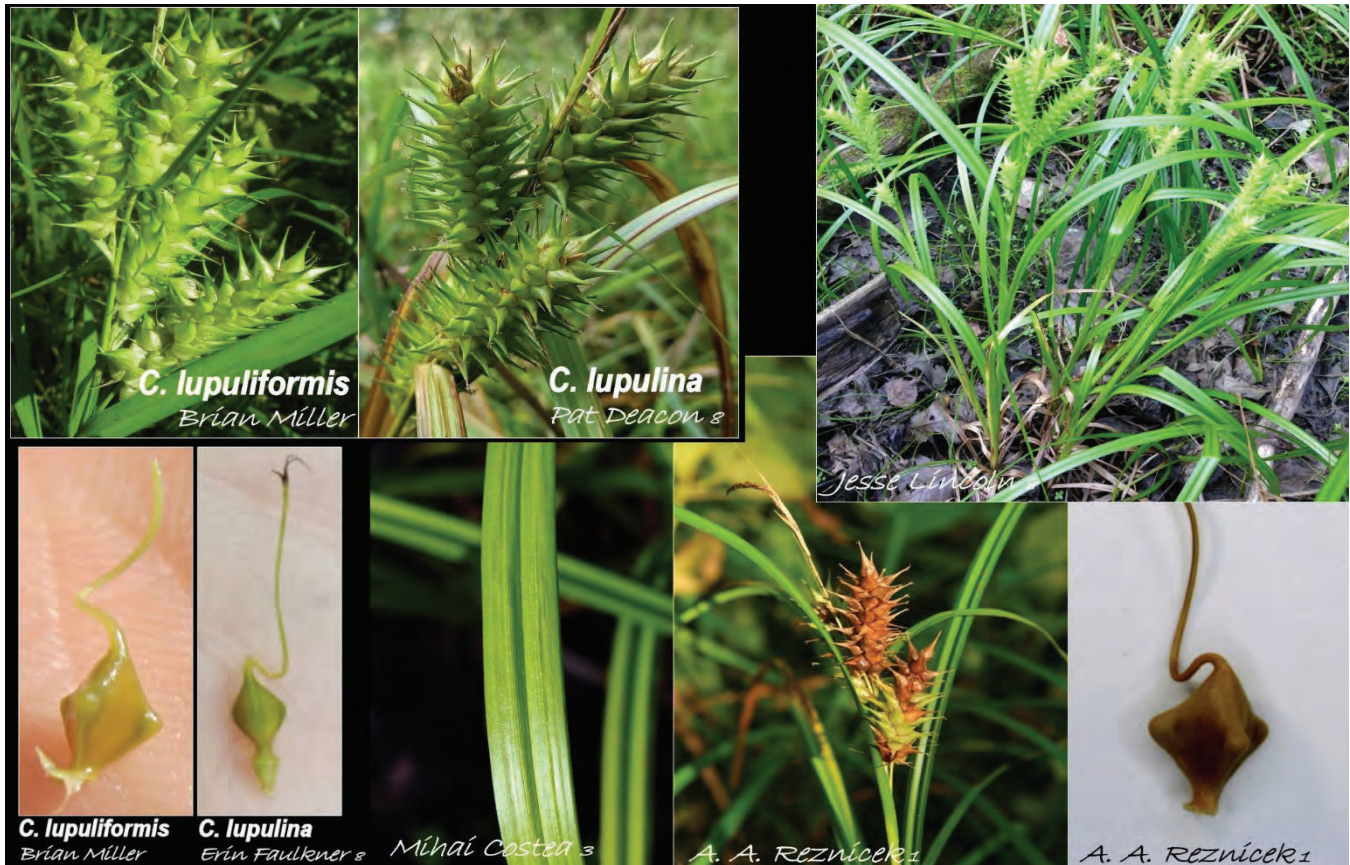 C. lupuliformis
Brian Miller
C. lupulina
Pat Deacon 8
Jesse Lincoln
C. lupuliformis
Brian Miller
C. lupulina
Erin Faulkner 8
Mihai Costea 3
A. A. Reznicek 1
A. A. Reznicek 1